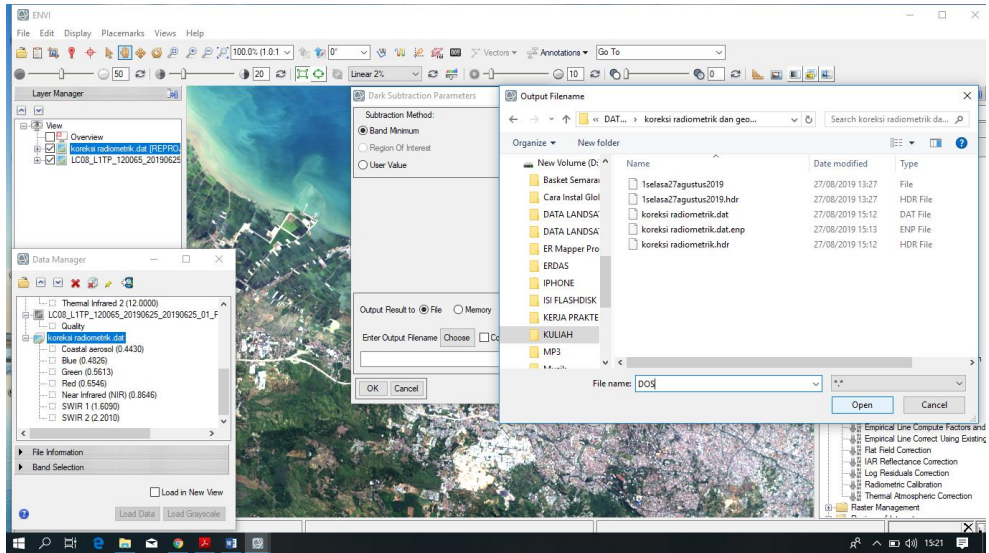 ENVI
File Edit Display Placemarks Views Help
100.0% (1.0:1
0°
Vectors
Annotations
Go To
50
20
Linear 2%
10
0
Layer Manager
View
Overview
koreksi radiometrik.dat [REPRO
LC08_L1TP_120065_20190625
Dark Subtraction Parameters
Subtraction Method:
Band Minimum
Region Of Interest
User Value
Output Result to File Memory
Enter Output Filename Choose Co
OK Cancel
Output Filename
« DAT... › koreksi radiometrik dan geo...
Search koreksi radiometrik da...
Organize New folder
New Volume (D:
Basket Semarar
Cara Instal Glol
DATA LANDSA
DATA LANDSA
ER Mapper Pro
ERDAS
IPHONE
ISI FLASHDISK
KERJA PRAKTE
KULIAH
MP3
Name Date modified Type
1selasa27agustus2019 27/08/2019 13:27 File
1selasa27agustus2019.hdr 27/08/2019 13:27 HDR File
koreksi radiometrik.dat 27/08/2019 15:12 DAT File
koreksi radiometrik.dat.enp 27/08/2019 15:13 ENP File
koreksi radiometrik.hdr 27/08/2019 15:12 HDR File
File name: DOS
*.*
Open Cancel
Data Manager
Thermal Infrared 2 (12.0000)
LC08_L1TP_120065_20190625_20190625_01_F
Quality
koreksi radiometrik.dat
Coastal aerosol (0.4430)
Blue (0.4826)
Green (0.5613)
Red (0.6546)
Near Infrared (NIR) (0.8646)
SWIR 1 (1.6090)
SWIR 2 (2.2010)
File Information
Band Selection
Load in New View
Load Data Load Grayscale
Empirical Line Compute Factors and
Empirical Line Correct Using Existing
Flat Field Correction
IAR Reflectance Correction
Log Residuals Correction
Radiometric Calibration
Thermal Atmospheric Correction
Raster Management
15:21